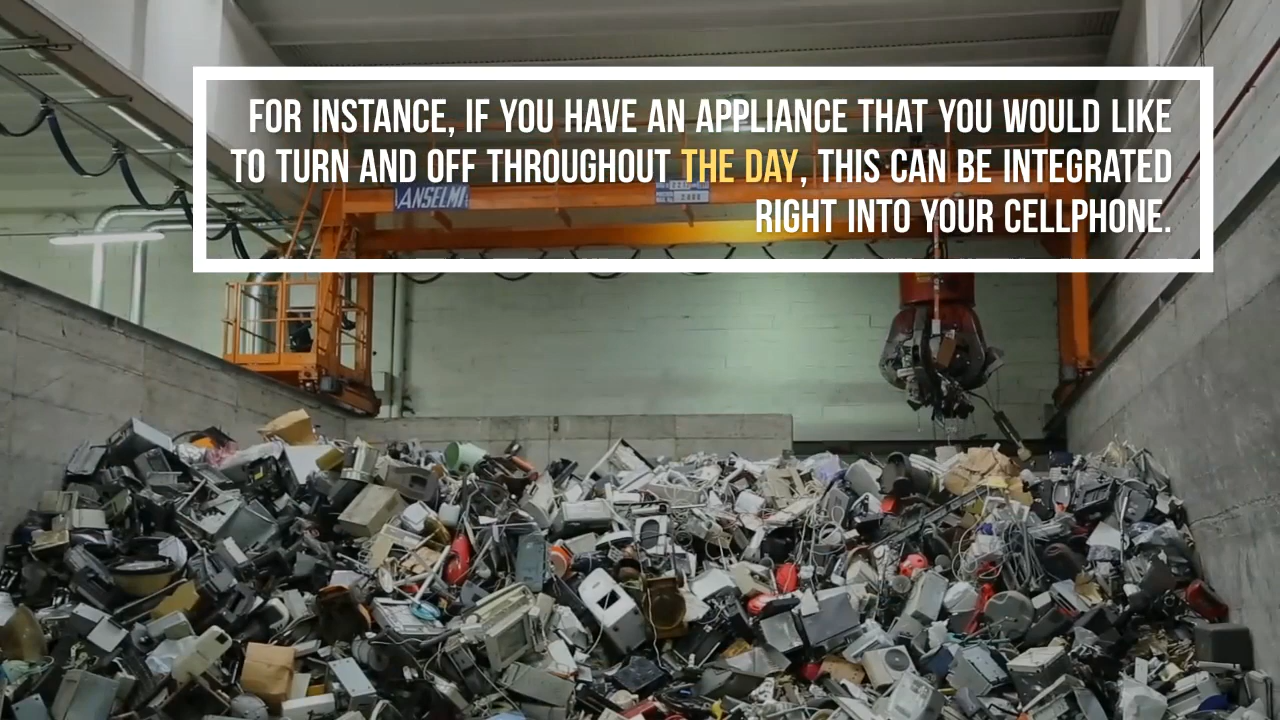 FOR INSTANCE, IF YOU HAVE AN APPLIANCE THAT YOU WOULD LIKE
TO TURN AND OFF THROUGHOUT THE DAY, THIS CAN BE INTEGRATED
RIGHT INTO YOUR CELLPHONE.
ANSELMI